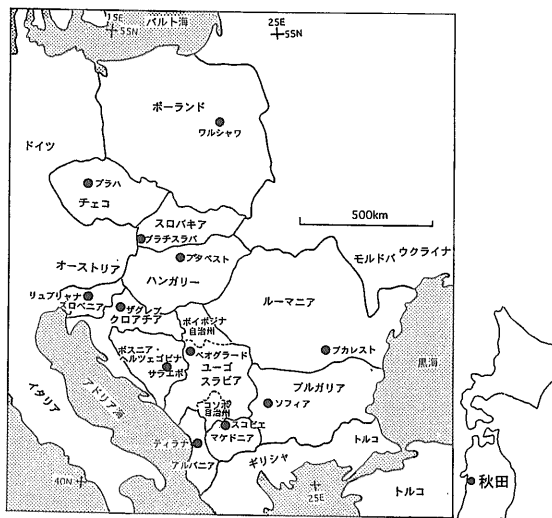 15E
バルト海
55N
25E
55N
ポーランド
ワルシャワ
ドイツ
プラハ
チェコ
スロバキア
ブラチスラバ
500km
ブタペスト
オーストリア
ハンガリー
モルドバ
ウクライナ
ルーマニア
リュブリャナ
スロベニア
ザグレブ
クロアチア
ボイボジナ
自治州
ボスニア
ヘルツェゴビナ
サラエボ
ベオグラード
ユーゴ
スラビア
ブカレスト
黒海
イタリア
アドリア海
コソボ
自治州
ブルガリア
ソフィア
スコピエ
マケドニア
ティラナ
アルバニア
ギリシャ
トルコ
トルコ
40N
25E
秋田